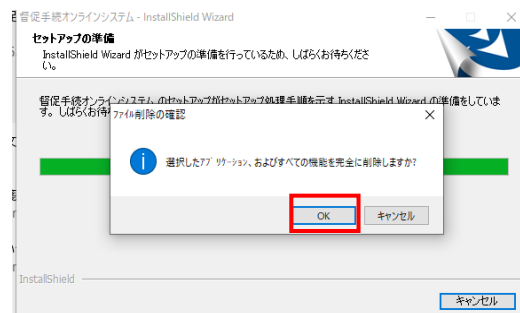 督促手続オンラインシステム - InstallShield Wizard
セットアップの準備
InstallShield Wizard がセットアップの準備を行っているため、しばらくお待ちくださ
い。
督促手続オンラインシステム のセットアップがセットアップ処理手順を示す InstallShield Wizard の準備をしていま
す。しばらくお待
ファイル削除の確認
選択したアプリケーション、およびすべての機能を完全に削除しますか?
OK
キャンセル
InstallShield
キャンセル